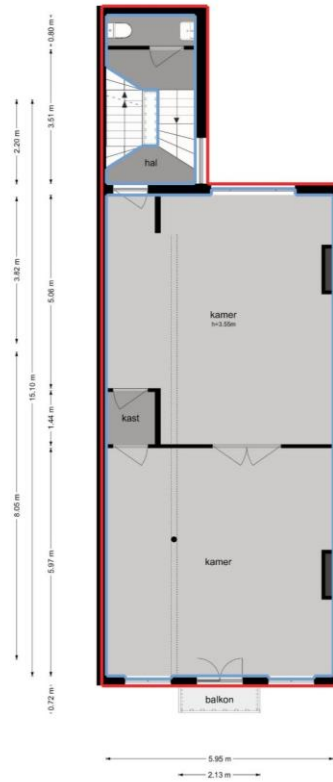 0.80 m
3.51 m
2.20 m
hal
3.82 m
5.06 m
kamer
h=3.55m
15.10 m
kast
1.44 m
8.05 m
5.97 m
kamer
0.72 m
balkon
5.95 m
2.13 m